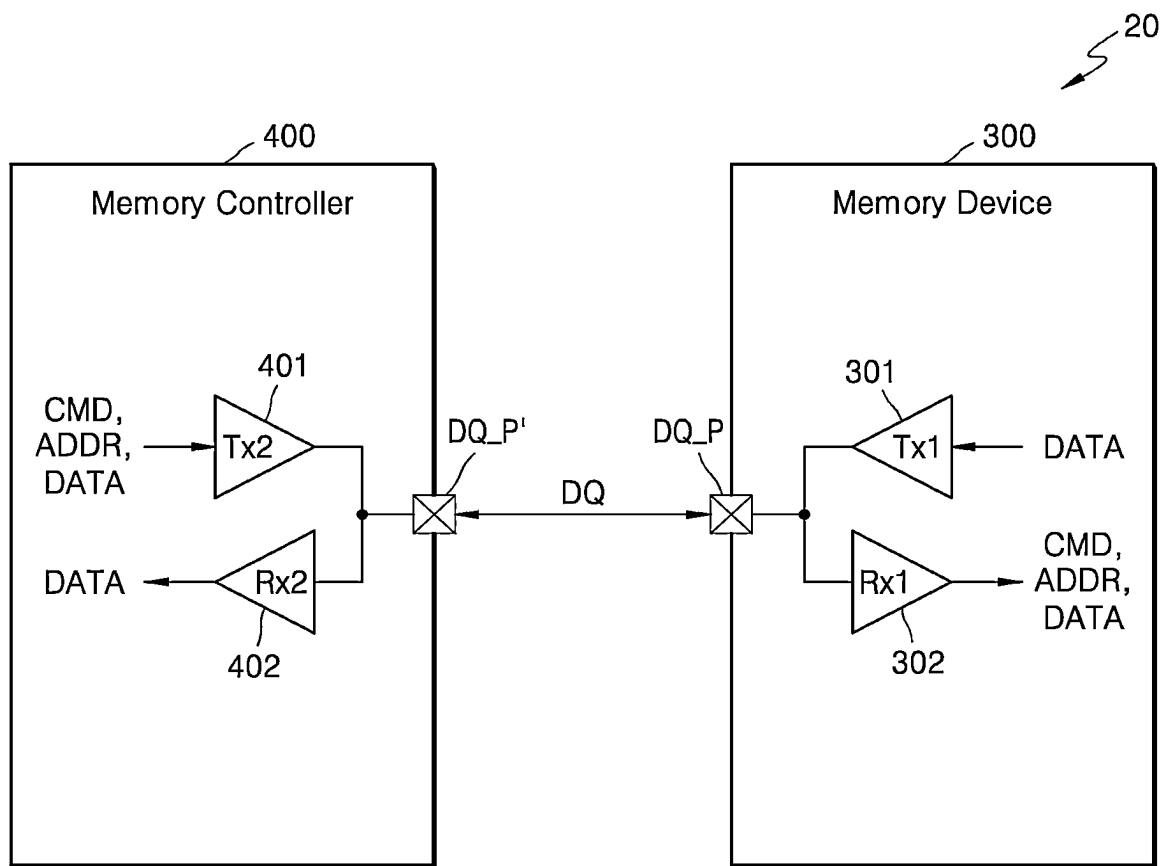 20
400
300
Memory Controller
Memory Device
401
301
CMD,
ADDR,
DATA
Tx2
DQ_P'
DQ_P
Tx1
DATA
DQ
DATA
Rx2
Rx1
CMD,
ADDR,
DATA
402
302